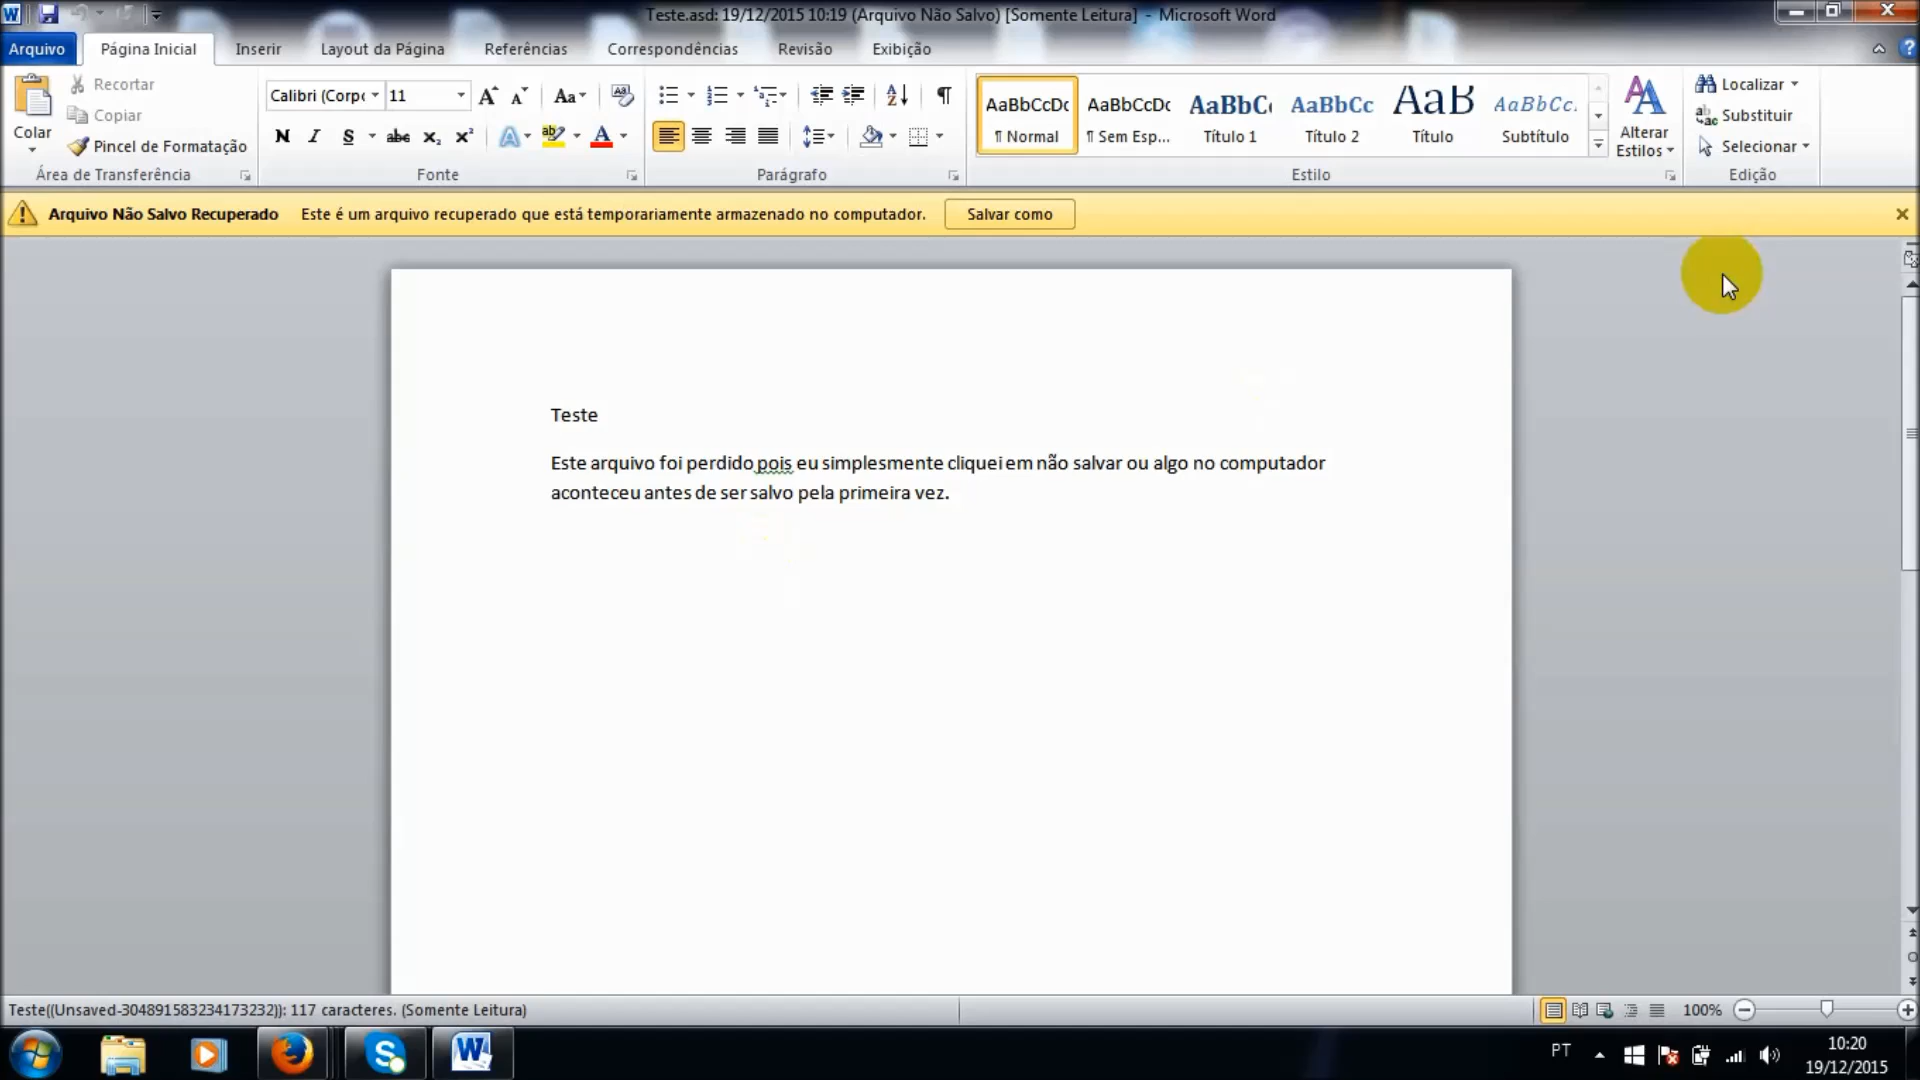 Teste.asd: 19/12/2015 10:19 (Arquivo Não Salvo) [Somente Leitura] - Microsoft Word
Arquivo Página Inicial Inserir Layout da Página Referências Correspondências Revisão Exibição
Recortar
Copiar
Pincel de Formatação
Colar
Área de Transferência
Calibri (Corpo 11
Aa
N I S abc x₂ x²
Fonte
Parágrafo
AaBbCcDc AaBbCcDc AaBbC AaBbCc AaB AaBbCc.
¶ Normal ¶ Sem Esp... Título 1 Título 2 Título Subtítulo
Estilo
Alterar
Estilos
Localizar
Substituir
Selecionar
Edição
Arquivo Não Salvo Recuperado Este é um arquivo recuperado que está temporariamente armazenado no computador. Salvar como
Teste
Este arquivo foi perdido pois eu simplesmente cliquei em não salvar ou algo no computador
aconteceu antes de ser salvo pela primeira vez.
Teste((Unsaved-304891583234173232)): 117 caracteres. (Somente Leitura)
100%
PT
10:20
19/12/2015